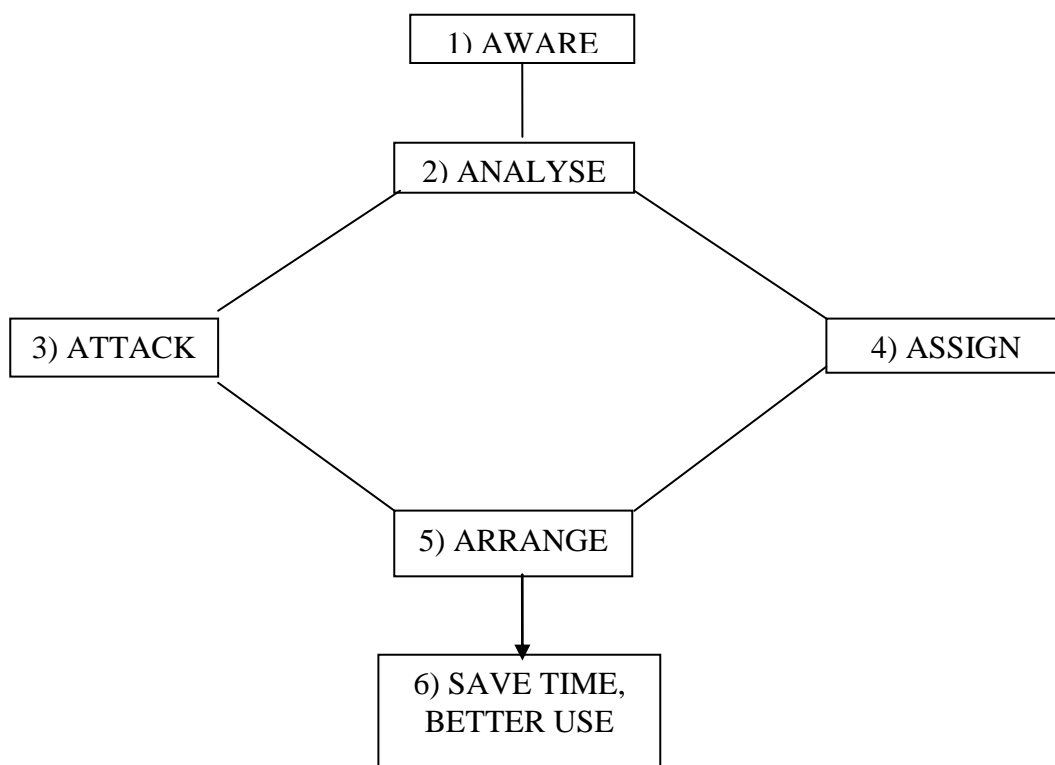 1) AWARE
2) ANALYSE
3) ATTACK
4) ASSIGN
5) ARRANGE
6) SAVE TIME,
BETTER USE